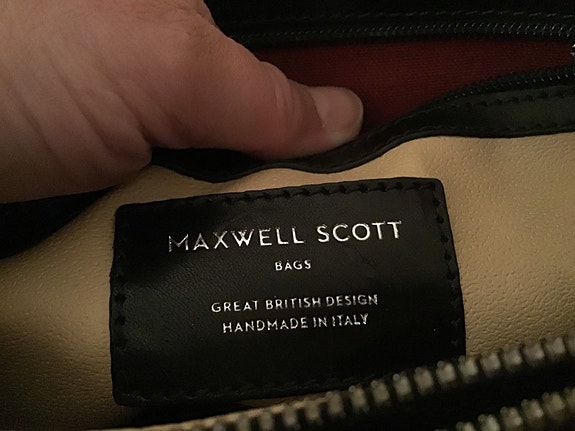 MAXWELL SCOTT
BAGS
GREAT BRITISH DESIGN
HANDMADE IN ITALY